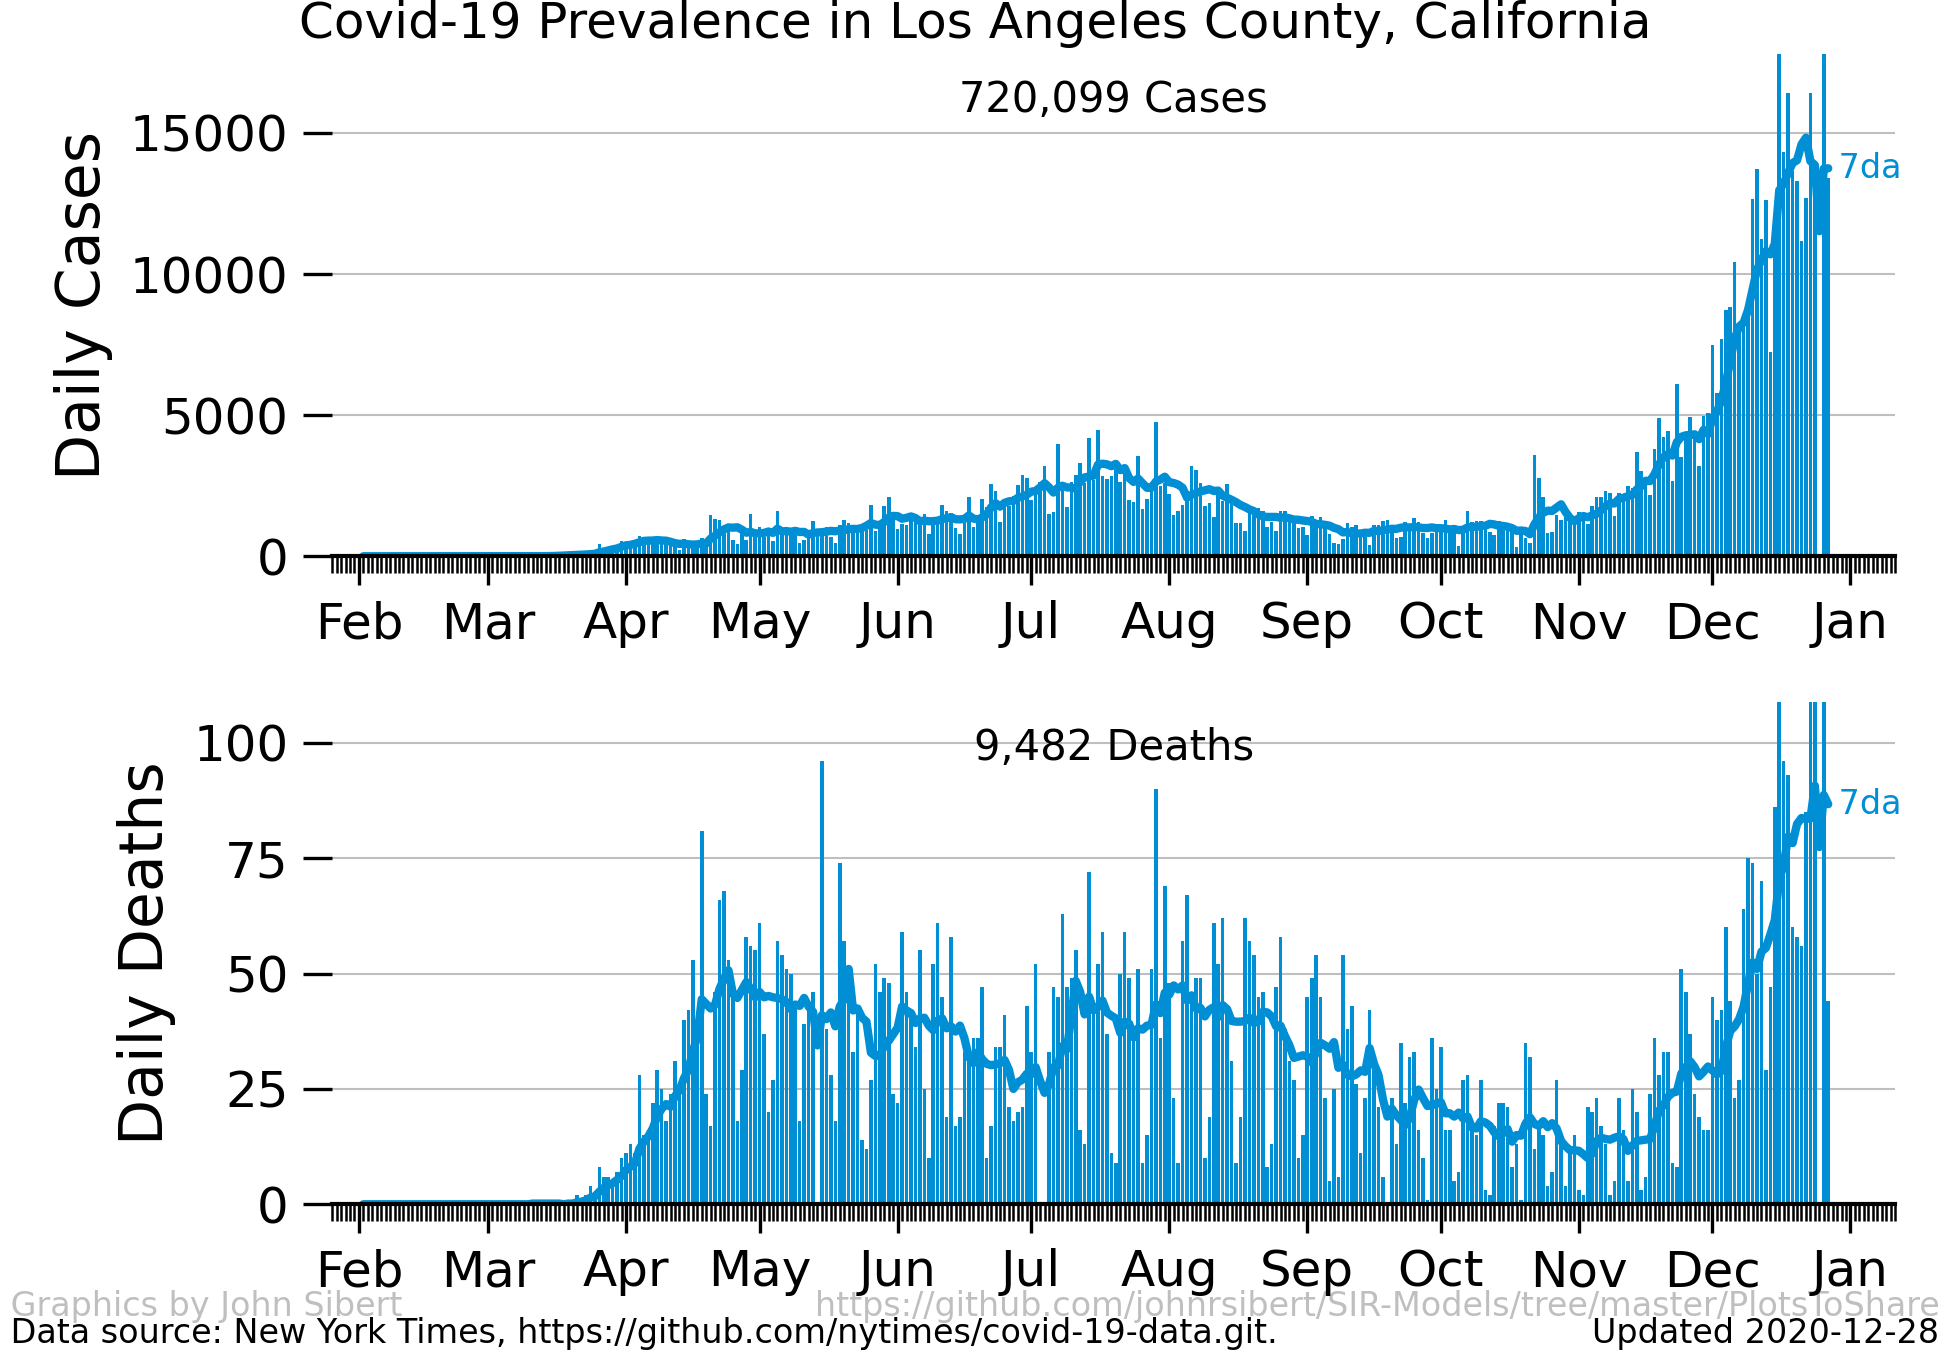 Covid-19 Prevalence in Los Angeles County, California
720,099 Cases
Daily Cases
15000
10000
5000
0
7da
Feb Mar Apr May Jun Jul Aug Sep Oct Nov Dec Jan
9,482 Deaths
Daily Deaths
100
75
50
25
0
7da
Feb Mar Apr May Jun Jul Aug Sep Oct Nov Dec Jan
Graphics by John Sibert https://github.com/johnrsibert/SIR-Models/tree/master/PlotsToShare
Data source: New York Times, https://github.com/nytimes/covid-19-data.git. Updated 2020-12-28